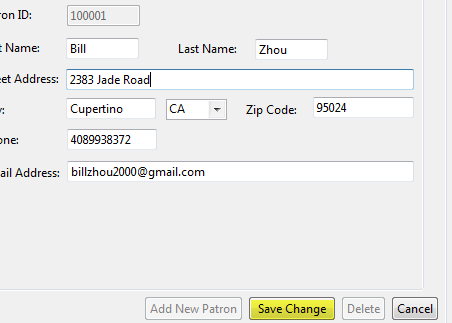 ron ID: 100001
t Name: Bill Last Name: Zhou
eet Address: 2383 Jade Road
y: Cupertino CA Zip Code: 95024
one: 4089938372
ail Address: billzhou2000@gmail.com
Add New Patron Save Change Delete Cancel